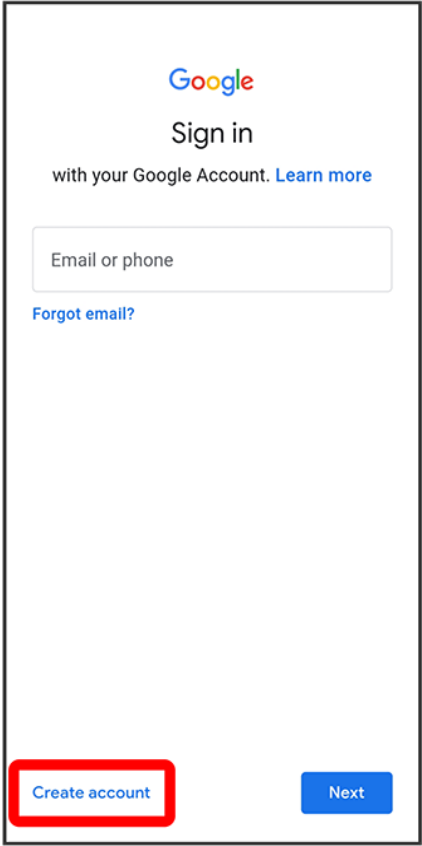 Google
Sign in
with your Google Account. Learn more
Email or phone
Forgot email?
Create account
Next